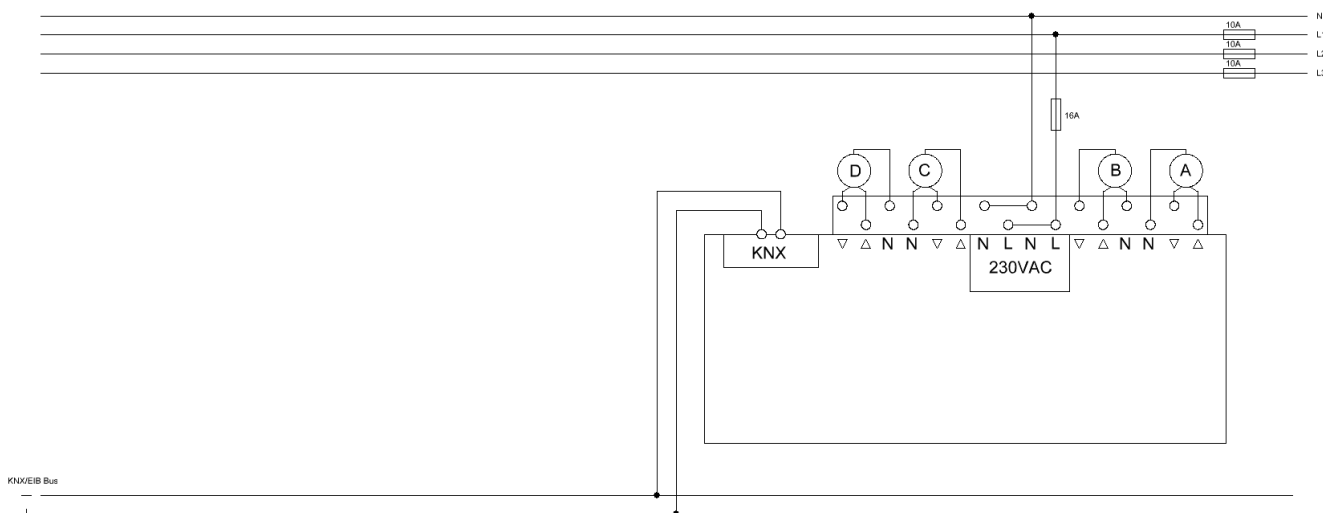 N
10A
L1
10A
L2
10A
L3
16A
D C B A
KNX
▽ △ N N ▽ △ N L N L ▽ △ N N ▽ △
230VAC
KNX/EIB Bus